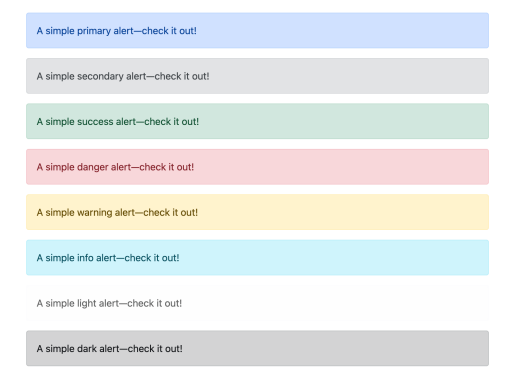 A simple primary alert—check it out!
A simple secondary alert—check it out!
A simple success alert—check it out!
A simple danger alert—check it out!
A simple warning alert—check it out!
A simple info alert—check it out!
A simple light alert—check it out!
A simple dark alert—check it out!